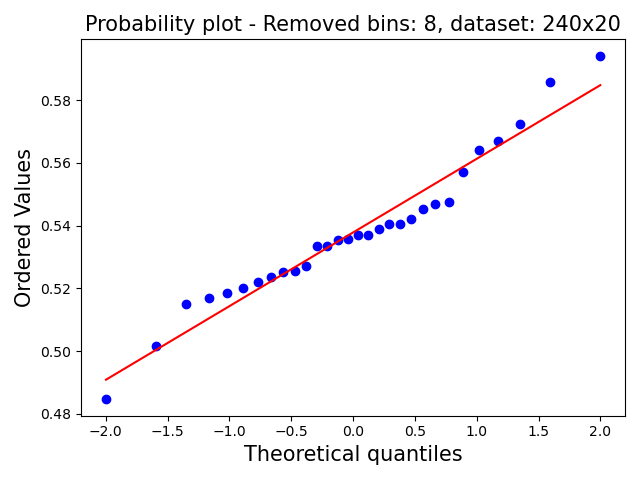 Probability plot - Removed bins: 8, dataset: 240x20
Ordered Values
0.58
0.56
0.54
0.52
0.50
0.48
−2.0 −1.5 −1.0 −0.5 0.0 0.5 1.0 1.5 2.0
Theoretical quantiles